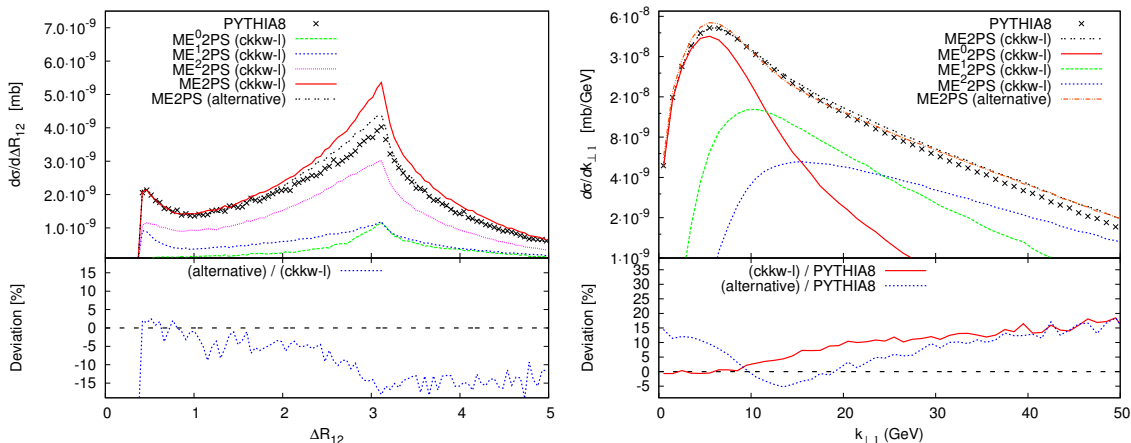 dσ/dΔR12 [mb]
7.0·10-9
6.0·10-9
5.0·10-9
4.0·10-9
3.0·10-9
2.0·10-9
1.0·10-9
PYTHIA8
ME02PS (ckkw-l)
ME12PS (ckkw-l)
ME22PS (ckkw-l)
ME2PS (ckkw-l)
ME2PS (alternative)
Deviation [%]
15
10
5
0
-5
-10
-15
(alternative) / (ckkw-l)
0 1 2 3 4 5
ΔR12
dσ/dk⊥1 [mb/GeV]
6·10-8
3·10-8
2·10-8
8·10-9
4·10-9
2·10-9
1·10-9
PYTHIA8
ME2PS (ckkw-l)
ME02PS (ckkw-l)
ME12PS (ckkw-l)
ME22PS (ckkw-l)
ME2PS (alternative)
Deviation [%]
35
30
25
20
15
10
5
0
-5
(ckkw-l) / PYTHIA8
(alternative) / PYTHIA8
0 10 20 30 40 50
k⊥1 (GeV)